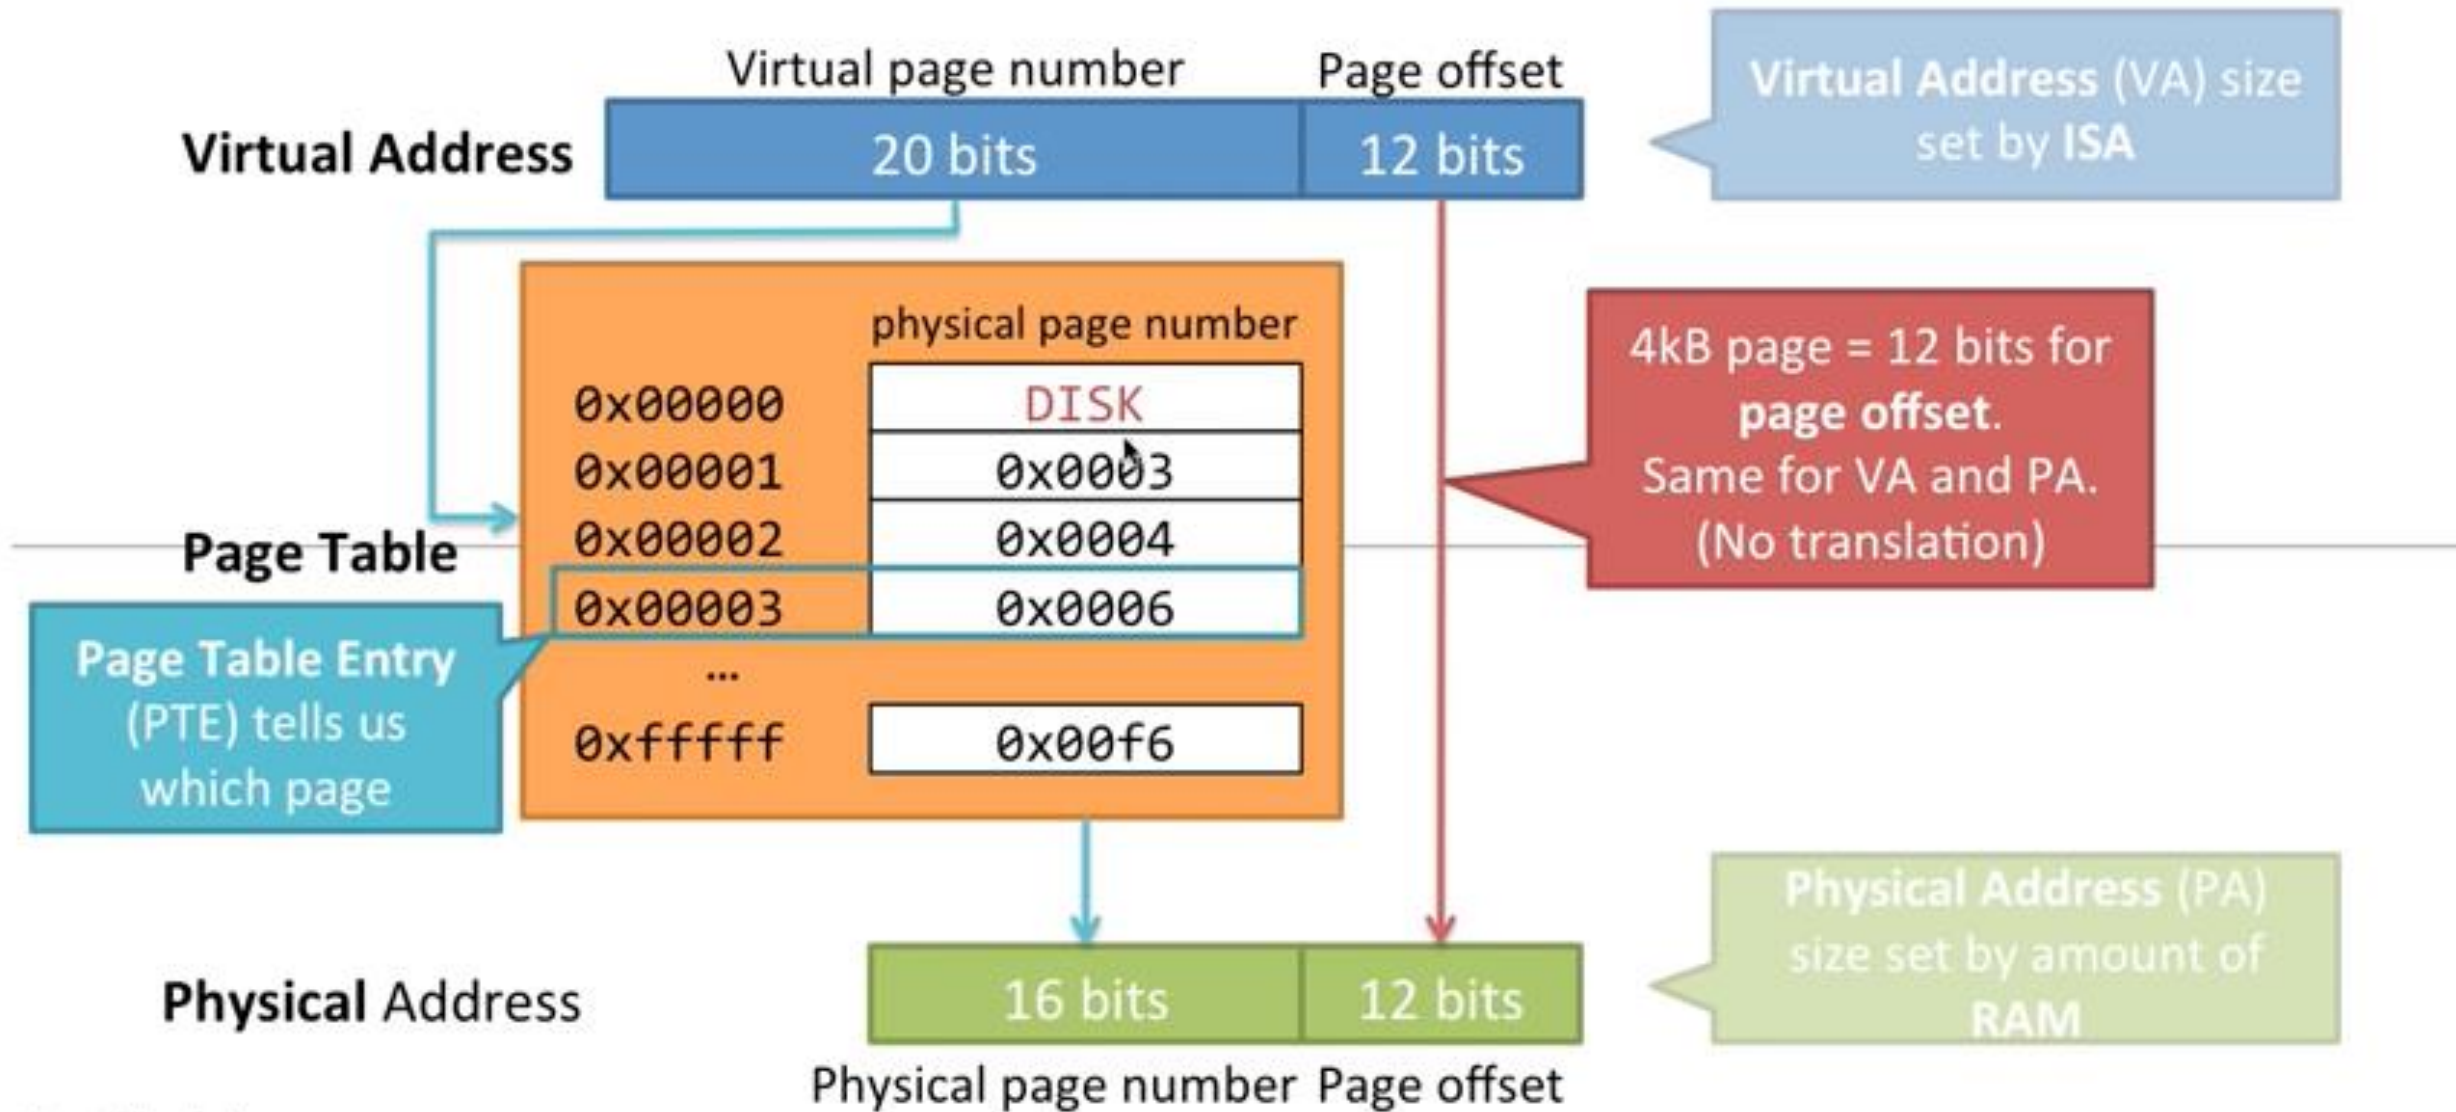 Virtual page number
Page offset
Virtual Address
20 bits
12 bits
Virtual Address (VA) size
set by ISA
physical page number
0x00000
DISK
0x00001
0x0003
0x00002
0x0004
0x00003
0x0006
...
0xfffff
0x00f6
Page Table
Page Table Entry
(PTE) tells us
which page
4kB page = 12 bits for
page offset.
Same for VA and PA.
(No translation)
Physical Address
16 bits
12 bits
Physical page number
Page offset
Physical Address (PA)
size set by amount of
RAM